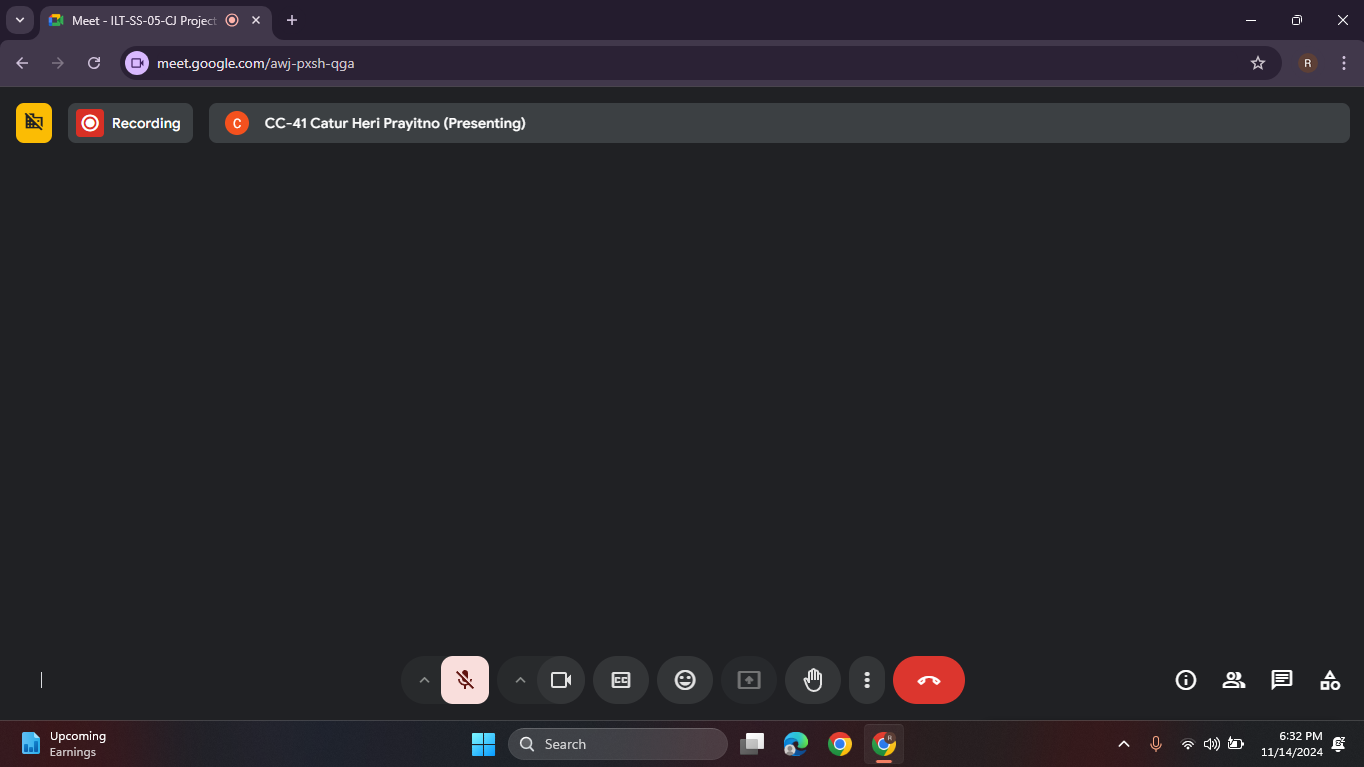 Meet - ILT-SS-05-CJ Project
R
meet.google.com/awj-pxsh-qga
Recording
C
CC-41 Catur Heri Prayitno (Presenting)
CC
Upcoming
Earnings
Search
R
6:32 PM
11/14/2024